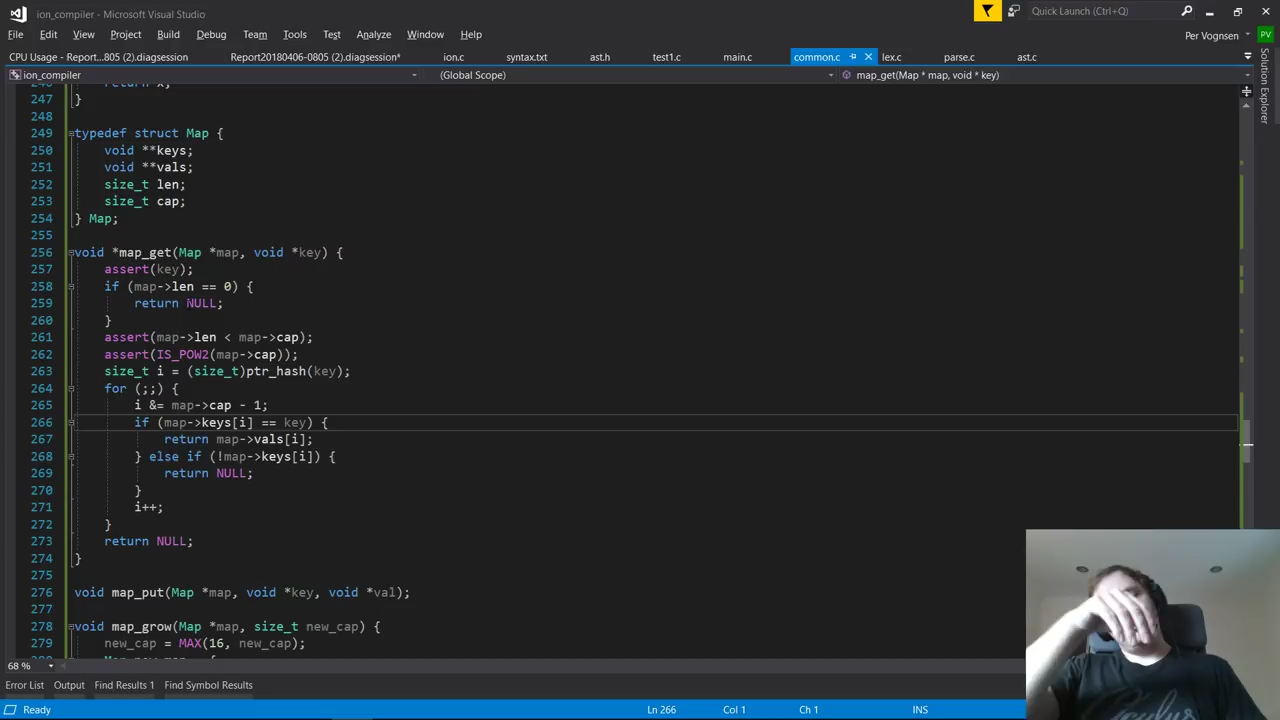 ion_compiler - Microsoft Visual Studio
Quick Launch (Ctrl+Q)
File Edit View Project Build Debug Team Tools Test Analyze Window Help
Per Vognsen PV
CPU Usage - Report...805 (2).diagsession Report20180406-0805 (2).diagsession* ion.c syntax.txt ast.h test1.c main.c common.c lex.c parse.c ast.c
ion_compiler (Global Scope) map_get(Map * map, void * key)
Solution Explorer
247 }
248
249 typedef struct Map {
250 void **keys;
251 void **vals;
252 size_t len;
253 size_t cap;
254 } Map;
255
256 void *map_get(Map *map, void *key) {
257 assert(key);
258 if (map->len == 0) {
259 return NULL;
260 }
261 assert(map->len < map->cap);
262 assert(IS_POW2(map->cap));
263 size_t i = (size_t)ptr_hash(key);
264 for (;;) {
265 i &= map->cap - 1;
266 if (map->keys[i] == key) {
267 return map->vals[i];
268 } else if (!map->keys[i]) {
269 return NULL;
270 }
271 i++;
272 }
273 return NULL;
274 }
275
276 void map_put(Map *map, void *key, void *val);
277
278 void map_grow(Map *map, size_t new_cap) {
279 new_cap = MAX(16, new_cap);
68 %
Error List Output Find Results 1 Find Symbol Results
Ready Ln 266 Col 1 Ch 1 INS